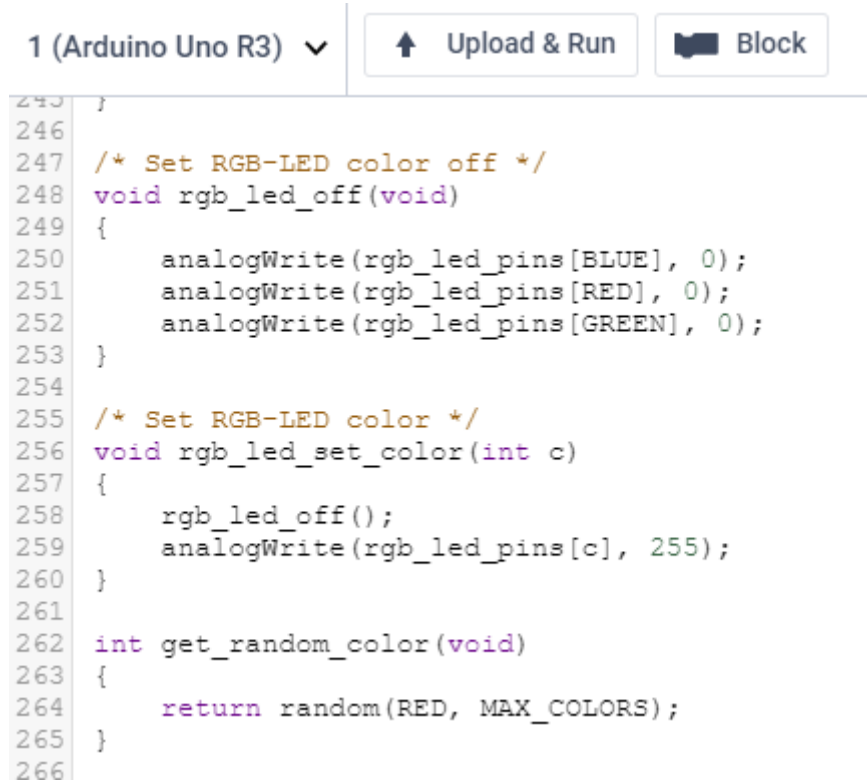 1 (Arduino Uno R3) Upload & Run Block
245 }
246
247 /* Set RGB-LED color off */
248 void rgb_led_off(void)
249 {
250     analogWrite(rgb_led_pins[BLUE], 0);
251     analogWrite(rgb_led_pins[RED], 0);
252     analogWrite(rgb_led_pins[GREEN], 0);
253 }
254
255 /* Set RGB-LED color */
256 void rgb_led_set_color(int c)
257 {
258     rgb_led_off();
259     analogWrite(rgb_led_pins[c], 255);
260 }
261
262 int get_random_color(void)
263 {
264     return random(RED, MAX_COLORS);
265 }
266